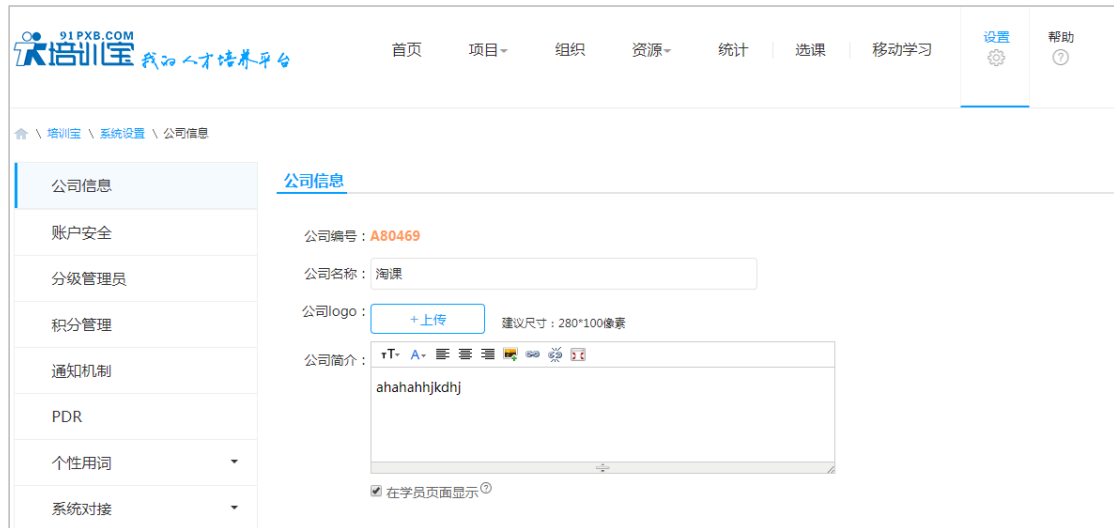 91PXB.COM
培训宝 我的人才培养平台
首页 项目 组织 资源 统计 选课 移动学习 设置 帮助
\ 培训宝 \ 系统设置 \ 公司信息
公司信息
账户安全
分级管理员
积分管理
通知机制
PDR
个性用词
系统对接
公司信息
公司编号：A80469
公司名称：淘课
公司logo：+上传 建议尺寸：280*100像素
公司简介：
ahahahhjkdhj
在学员页面显示